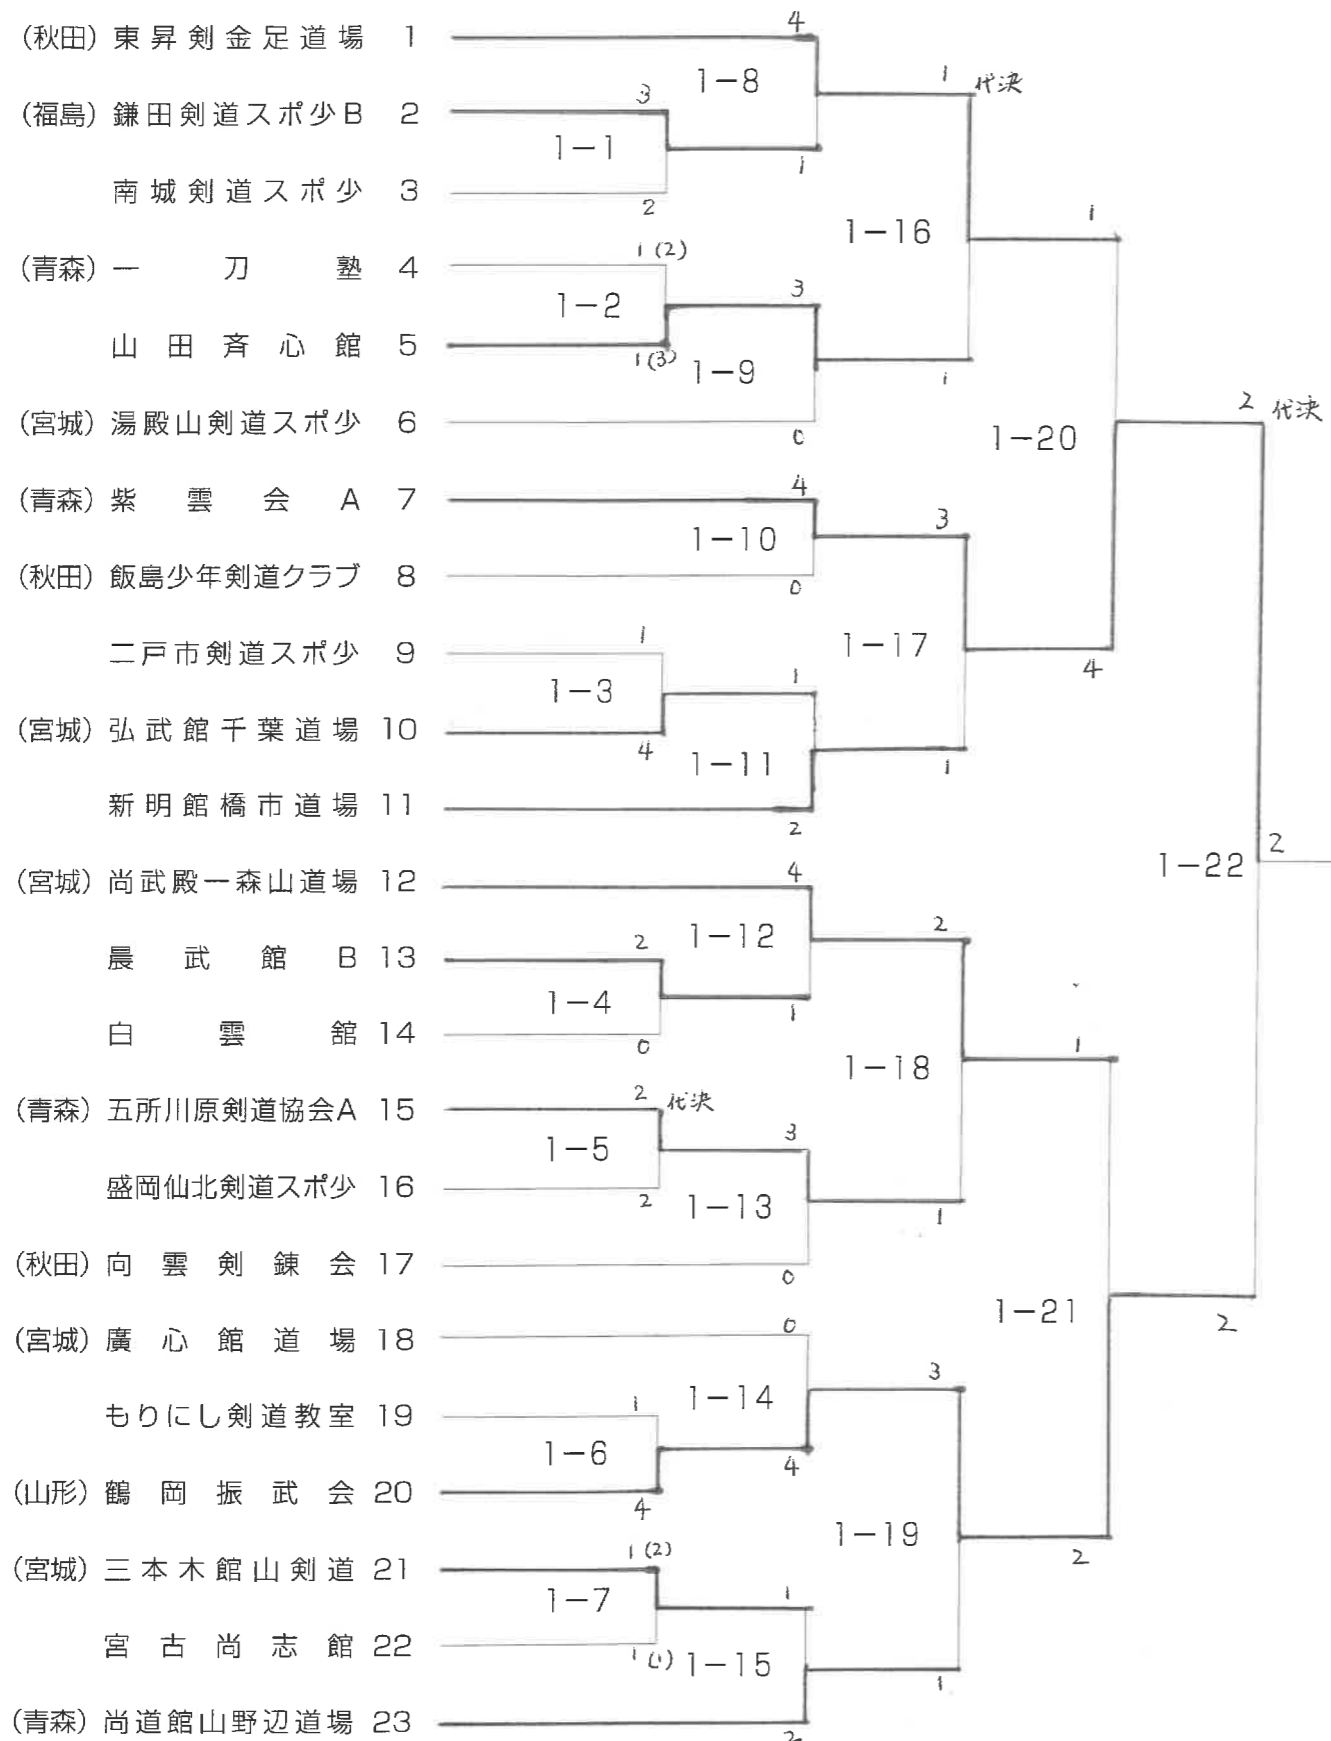 4
(秋田) 東昇剣金足道場 1
1-8
1 代決
3
(福島) 鎌田剣道スポ少B 2
1-1
1
南城剣道スポ少 3
2
1-16
1
1(2)
(青森) 一刀塾 4
1-2
3
山田斉心館 5
1(3)
1-9
1
2 代決
(宮城) 湯殿山剣道スポ少 6
0
1-20
4
(青森) 紫雲会A 7
3
1-10
(秋田) 飯島少年剣道クラブ 8
0
1
1-17
二戸市剣道スポ少 9
1
4
1-3
(宮城) 弘武館千葉道場 10
4
1-11
1
新明館橋市道場 11
2
2
1-22
4
(宮城) 尚武殿一森山道場 12
2
1-12
2
晨武館B 13
1-4
1
白雲舘 14
0
1
1-18
2 代決
(青森) 五所川原剣道協会A 15
3
1-5
盛岡仙北剣道スポ少 16
2
1-13
1
(秋田) 向雲剣錬会 17
0
1-21
2
0
(宮城) 廣心館道場 18
3
1-14
1
もりにし剣道教室 19
1-6
4
(山形) 鶴岡振武会 20
4
1-19
2
1(2)
(宮城) 三本木館山剣道 21
1
1-7
宮古尚志館 22
1(1)
1-15
1
(青森) 尚道館山野辺道場 23